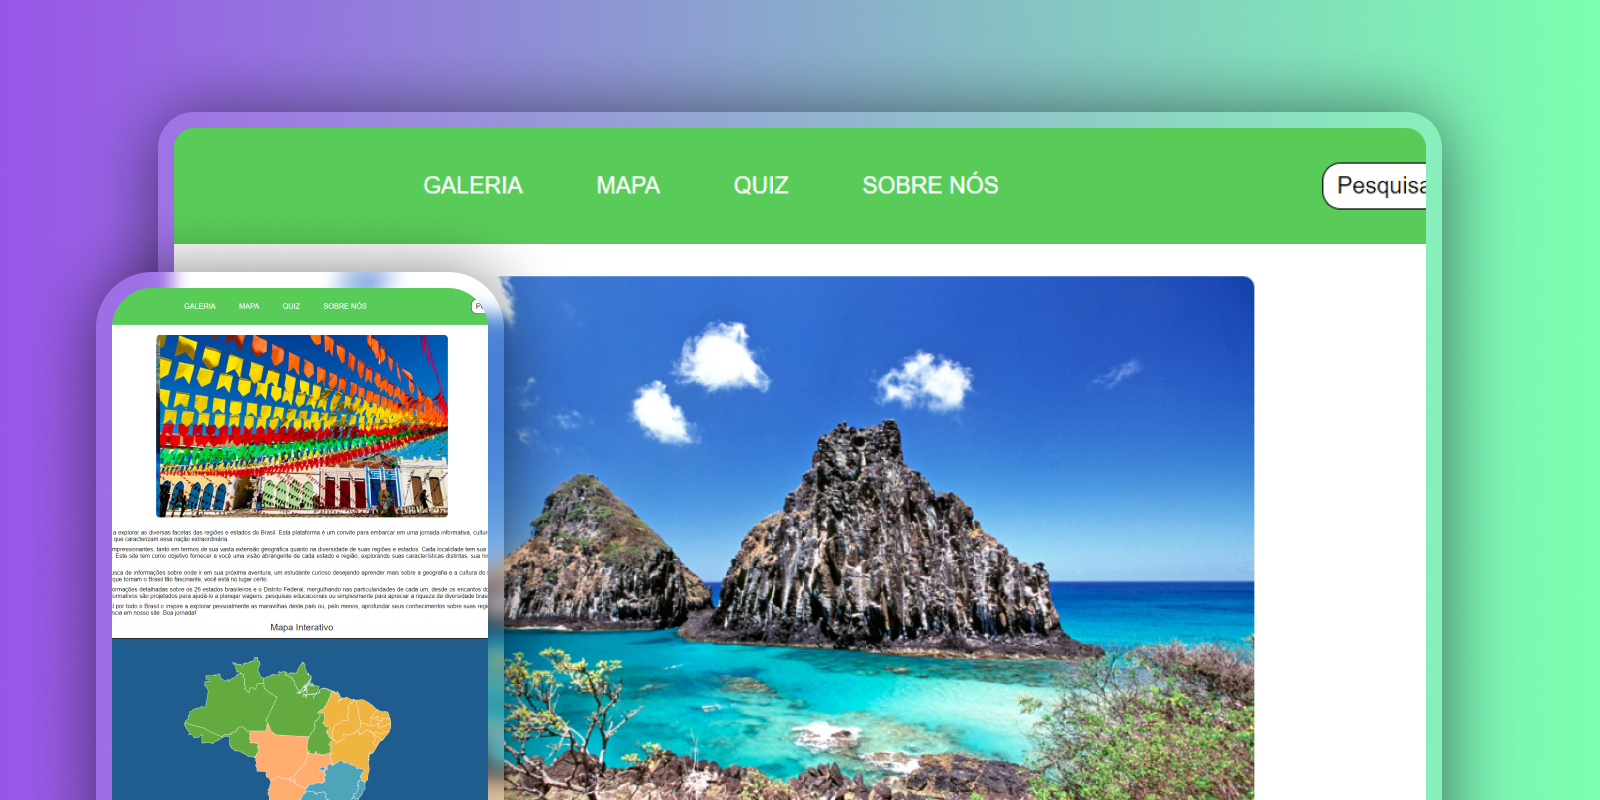 GALERIA MAPA QUIZ SOBRE NÓS Pesquisa
GALERIA MAPA QUIZ SOBRE NÓS Pe
a explorar as diversas facetas das regiões e estados do Brasil. Esta plataforma é um convite para embarcar em uma jornada informativa, cultur
que caracterizam essa nação extraordinária.
mpressionantes, tanto em termos de sua vasta extensão geográfica quanto na diversidade de suas regiões e estados. Cada localidade tem sua
Este site tem como objetivo fornecer a você uma visão abrangente de cada estado e região, explorando suas características distintas, sua his
usca de informações sobre onde ir em sua próxima aventura, um estudante curioso desejando aprender mais sobre a geografia e a cultura do
que tornam o Brasil tão fascinante, você está no lugar certo.
ormações detalhadas sobre os 26 estados brasileiros e o Distrito Federal, mergulhando nas particularidades de cada um, desde os encantos do
ormativos são projetados para ajudá-lo a planejar viagens, pesquisas educacionais ou simplesmente para apreciar a riqueza da diversidade bras
l por todo o Brasil o inspire a explorar pessoalmente as maravilhas deste país ou, pelo menos, aprofundar seus conhecimentos sobre suas regi
ncia em nosso site. Boa jornada!
Mapa Interativo